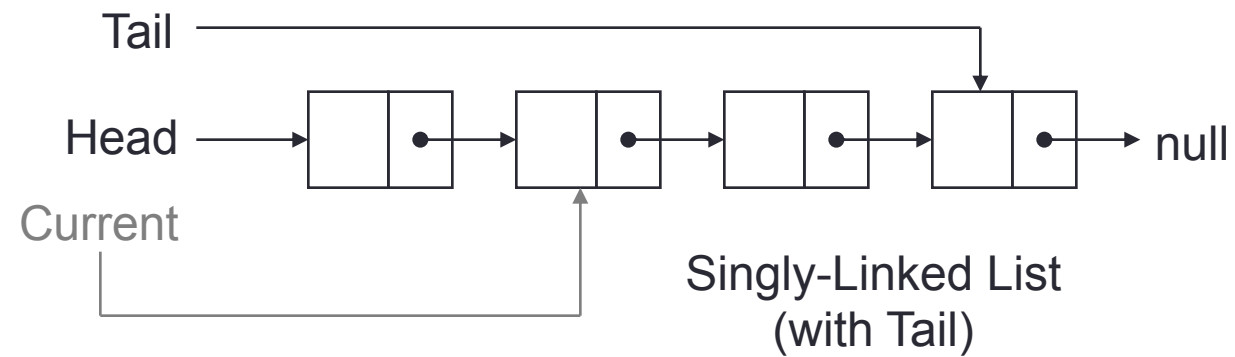 Tail
Head
null
Current
Singly-Linked List
(with Tail)